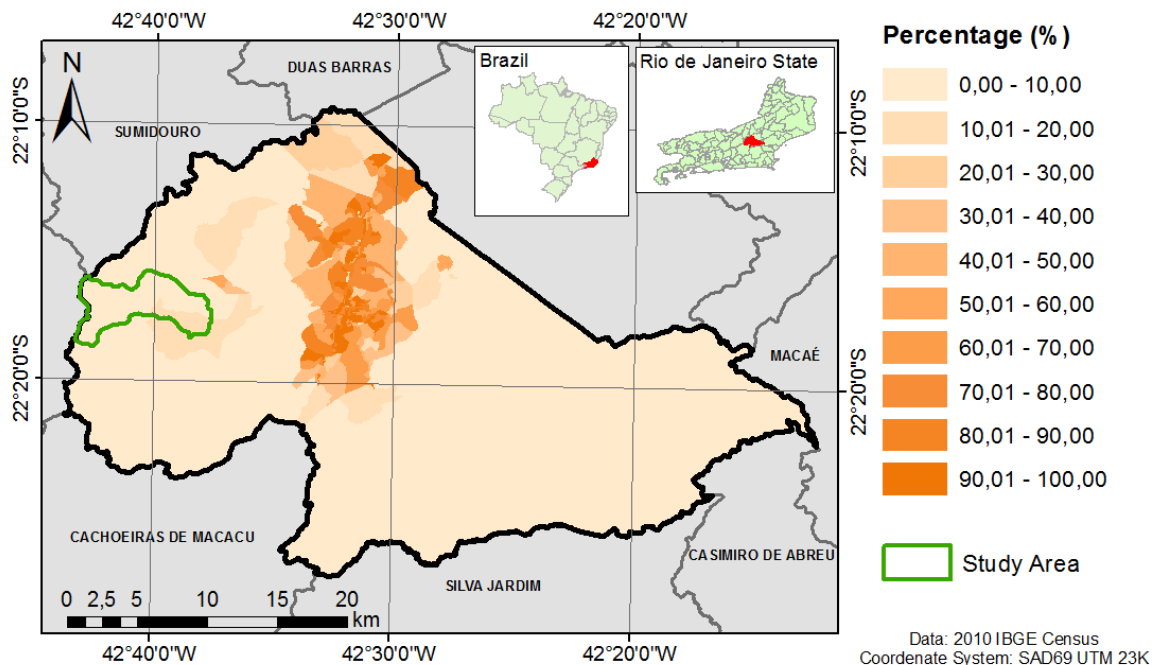 42°40'0"W
42°30'0"W
42°20'0"W
Percentage (%)
0,00 - 10,00
10,01 - 20,00
20,01 - 30,00
30,01 - 40,00
40,01 - 50,00
50,01 - 60,00
60,01 - 70,00
70,01 - 80,00
80,01 - 90,00
90,01 - 100,00
Study Area
Data: 2010 IBGE Census
Coordenate System: SAD69 UTM 23K
N
DUAS BARRAS
SUMIDOURO
Brazil
Rio de Janeiro State
22°10'0"S
22°10'0"S
22°20'0"S
22°20'0"S
MACAÉ
CACHOEIRAS DE MACACU
CASIMIRO DE ABREU
SILVA JARDIM
0 2,5 5 10 15 20
km
42°40'0"W
42°30'0"W
42°20'0"W